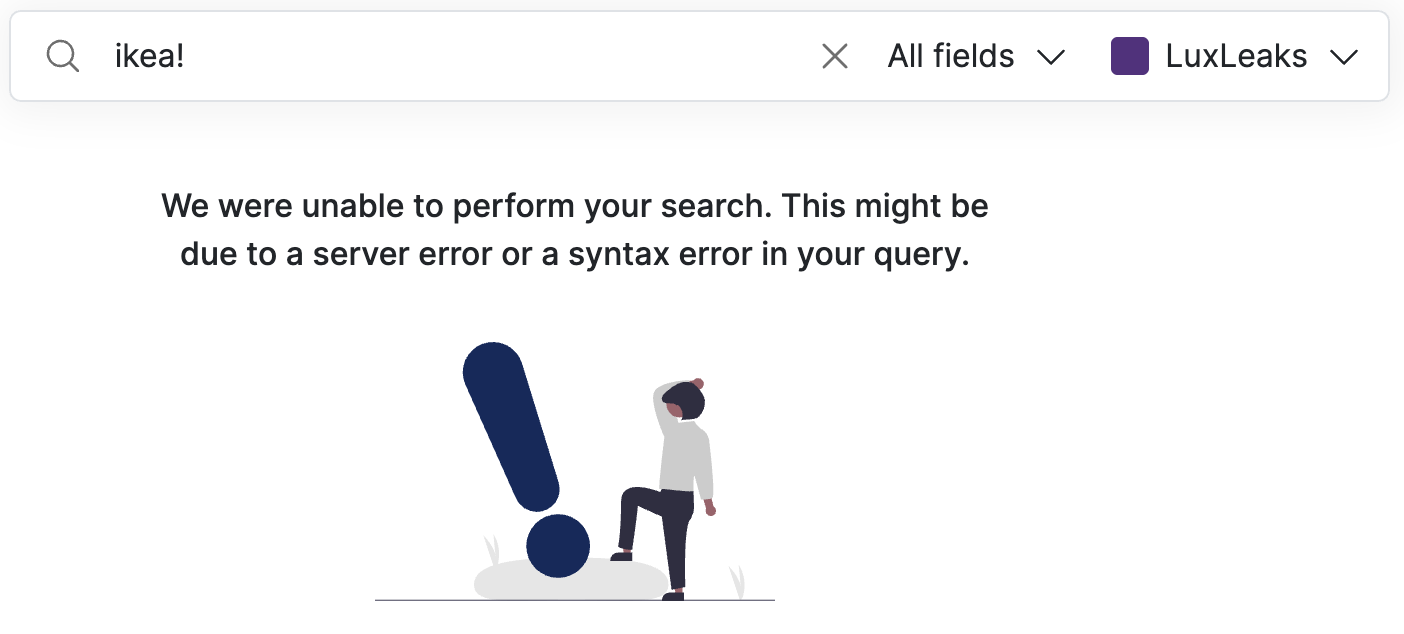 ikea! All fields LuxLeaks
We were unable to perform your search. This might be
due to a server error or a syntax error in your query.